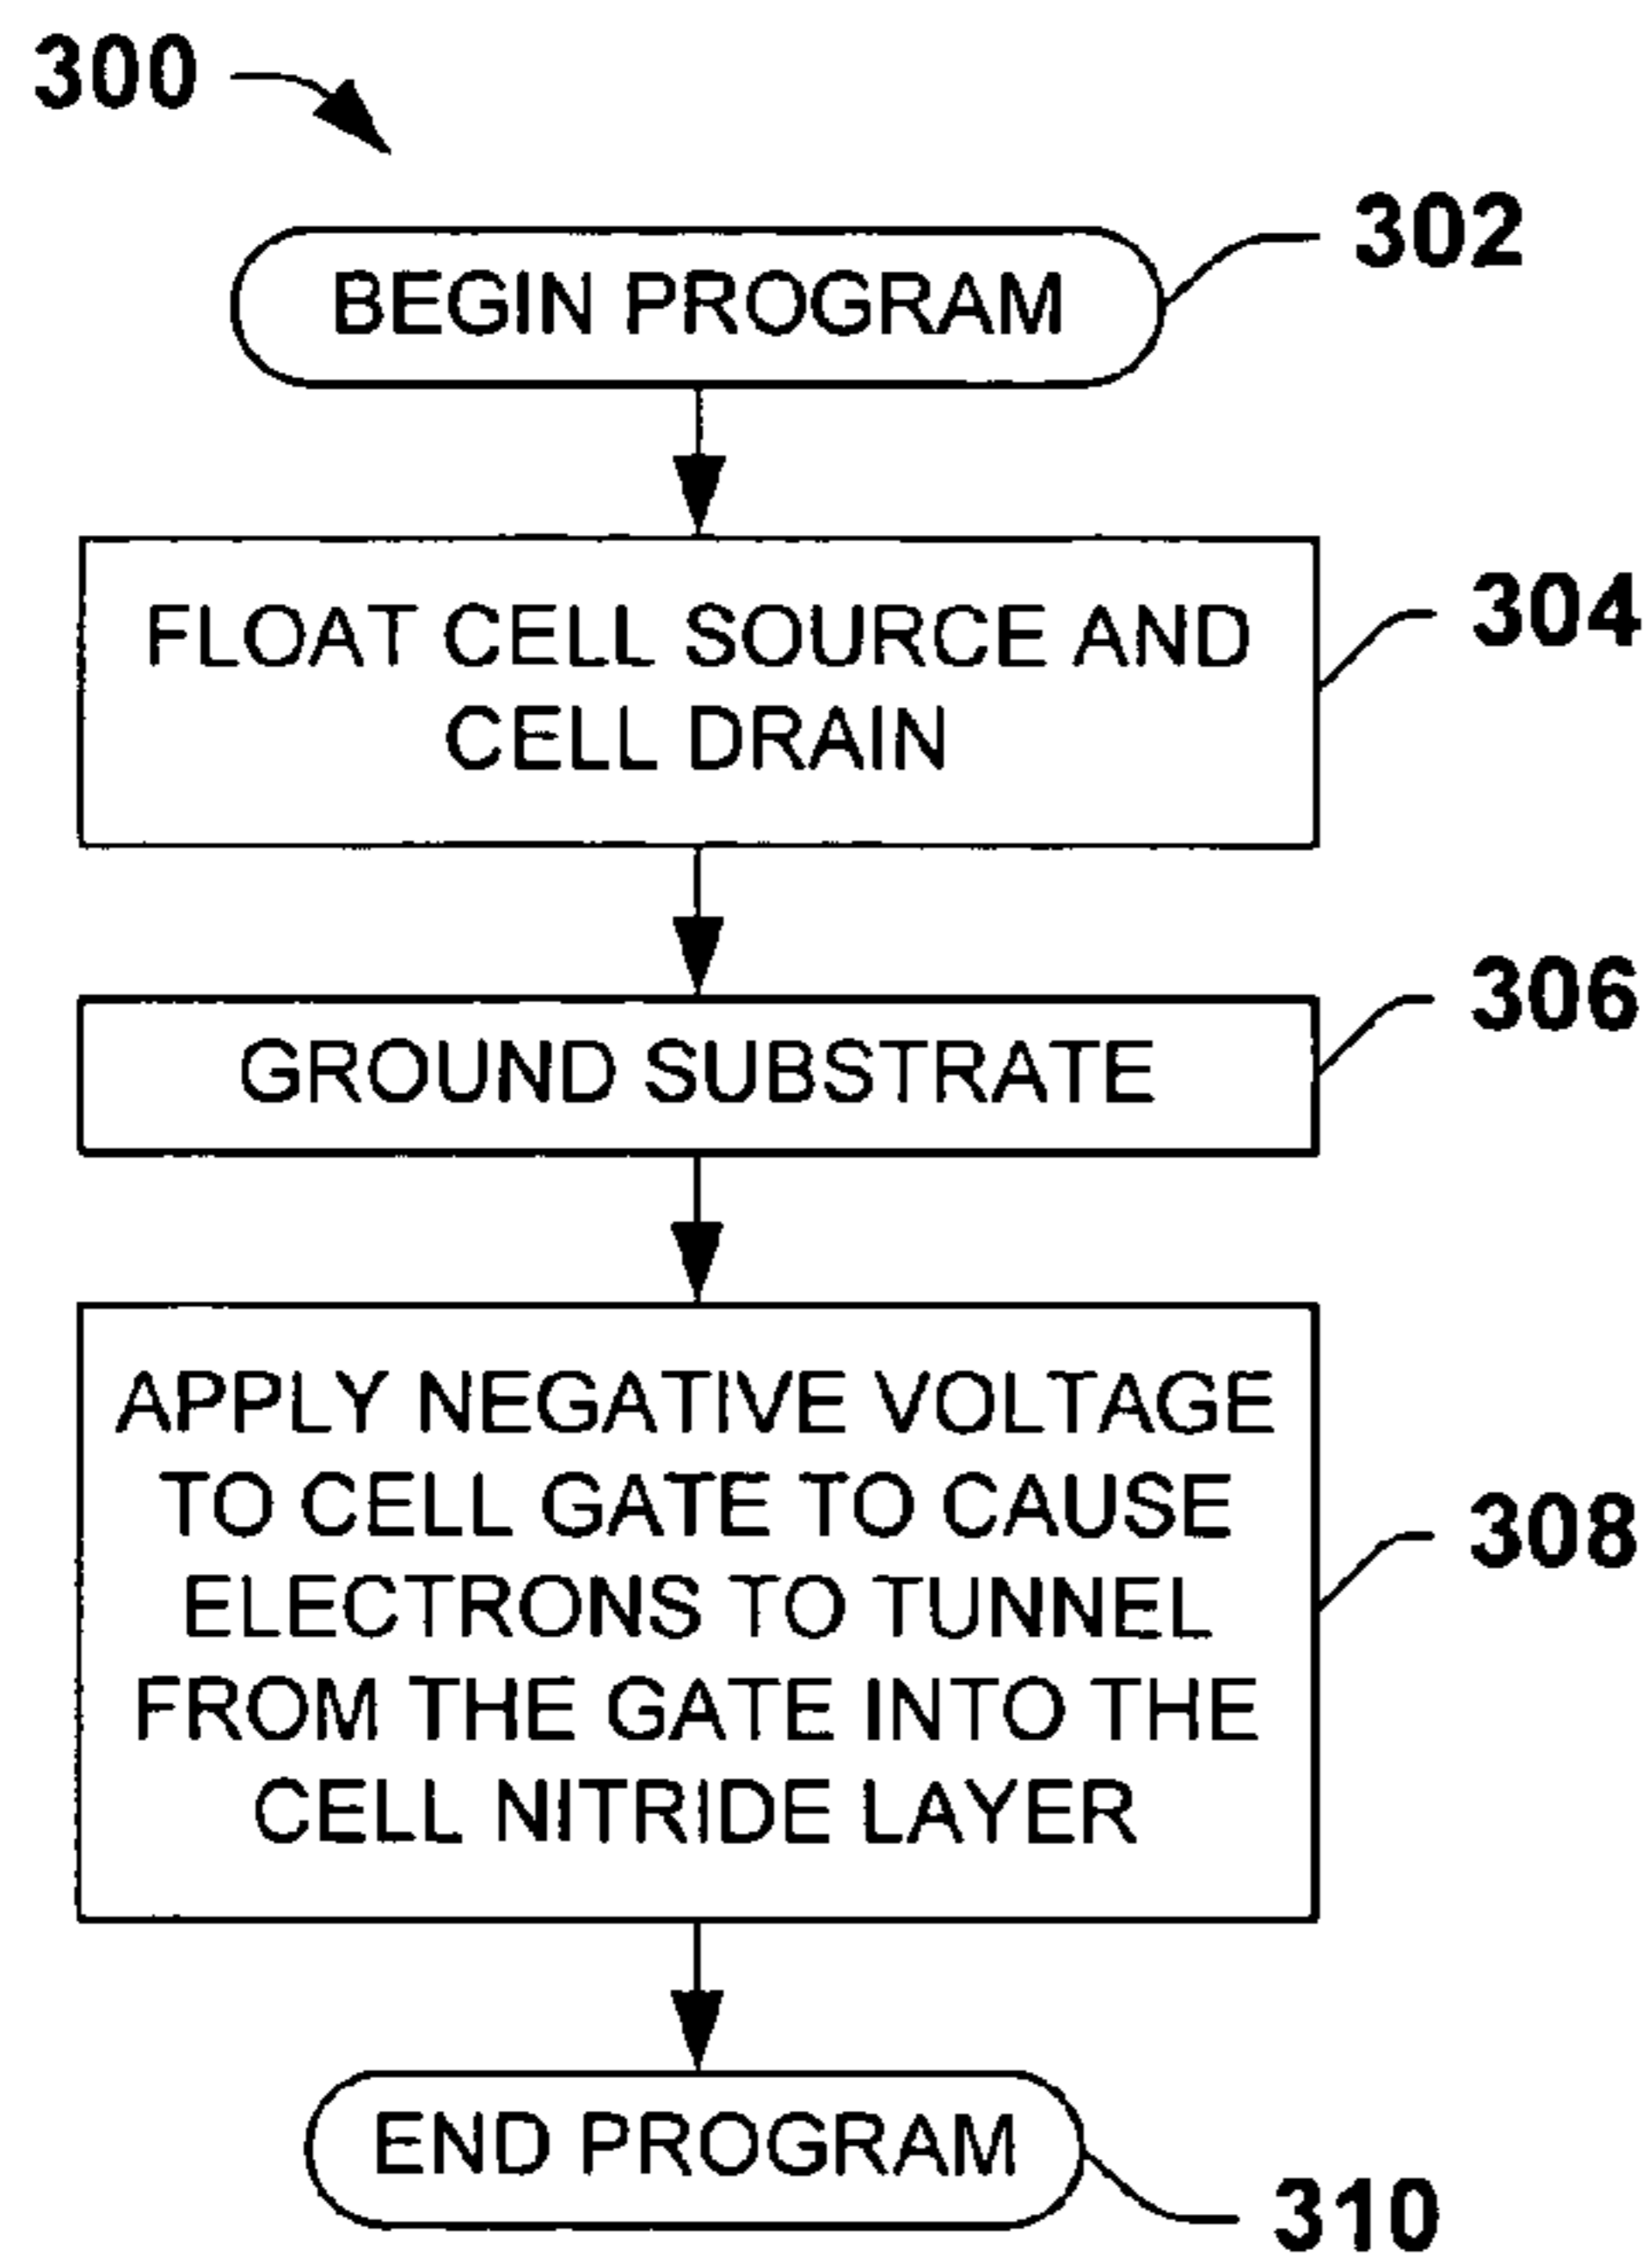 300
302
BEGIN PROGRAM
304
FLOAT CELL SOURCE AND
CELL DRAIN
306
GROUND SUBSTRATE
308
APPLY NEGATIVE VOLTAGE
TO CELL GATE TO CAUSE
ELECTRONS TO TUNNEL
FROM THE GATE INTO THE
CELL NITRIDE LAYER
END PROGRAM
310